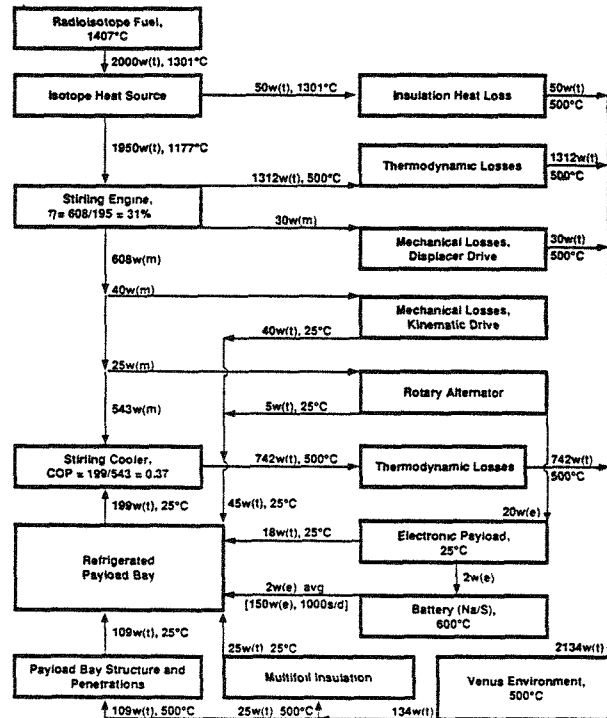 Radioisotope Fuel,
1407°C
2000w(t), 1301°C
Isotope Heat Source
50w(t), 1301°C
Insulation Heat Loss
50w(t)
500°C
1950w(t), 1177°C
Thermodynamic Losses
1312w(t)
500°C
1312w(t), 500°C
Stirling Engine,
η= 608/195 = 31%
30w(m)
Mechanical Losses,
Displacer Drive
30w(t)
500°C
608w(m)
40w(m)
Mechanical Losses,
Kinematic Drive
40w(t), 25°C
25w(m)
Rotary Alternator
5w(t), 25°C
543w(m)
Stirling Cooler,
COP = 199/543 = 0.37
742w(t), 500°C
Thermodynamic Losses
742w(t)
500°C
199w(t), 25°C
45w(t), 25°C
20w(e)
18w(t), 25°C
Electronic Payload,
25°C
Refrigerated
Payload Bay
2w(e)
2w(e) avg
[150w(e), 1000s/d]
Battery (Na/S)
600°C
109w(t), 25°C
25w(t) 25°C
2134w(t)
Payload Bay Structure and
Penetrations
Multifoil Insulation
Venus Environment,
500°C
109w(t), 500°C
25w(t) 500°C
134w(t)